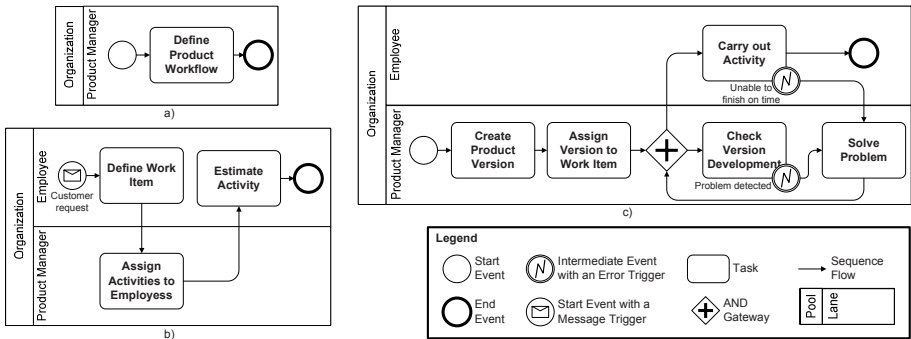 Organization
Product Manager
Define
Product
Workflow
a)
Organization
Employee
Product Manager
Customer
request
Define Work
Item
Estimate
Activity
Assign
Activities to
Employess
b)
Organization
Employee
Product Manager
Carry out
Activity
Unable to
finish on time
Create
Product
Version
Assign
Version to
Work Item
Check
Version
Development
Problem detected
Solve
Problem
c)
Legend
Start
Event
Intermediate Event
with an Error Trigger
Task
Sequence
Flow
End
Event
Start Event with a
Message Trigger
AND
Gateway
Pool
Lane